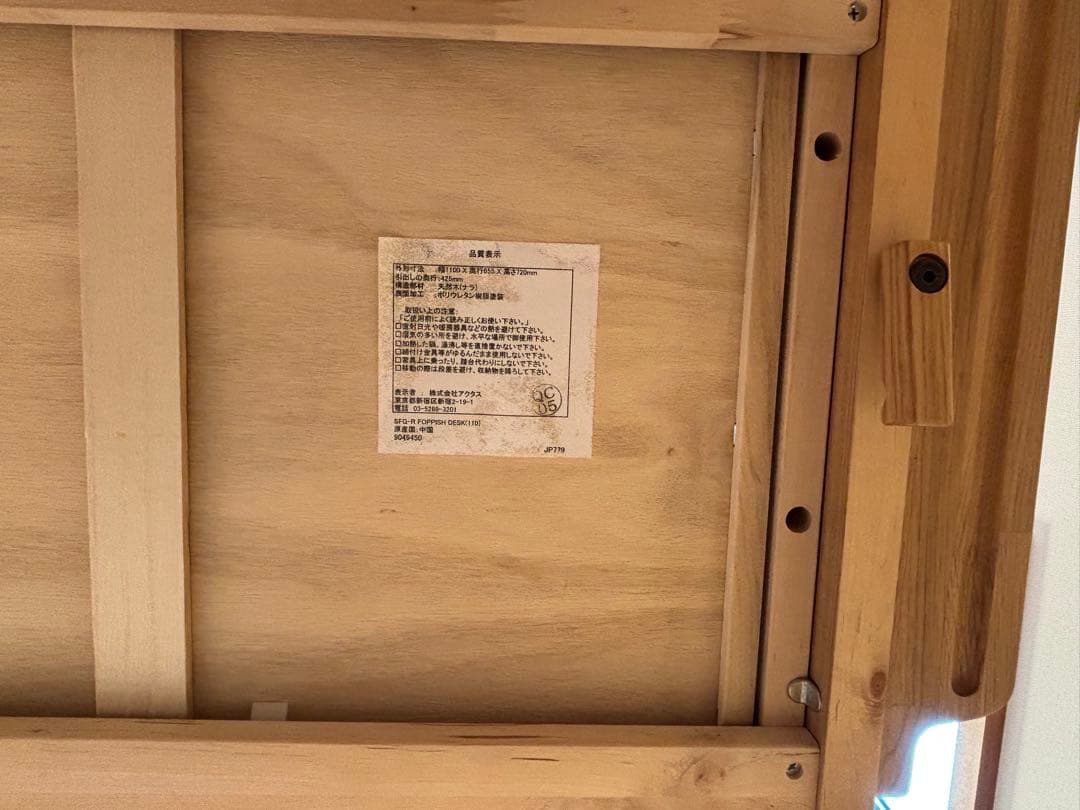 品質表示
外形寸法 :幅1100 X 奥行655 X 高さ720mm
引出しの奥行:425mm
構造部材 :天然木(ナラ)
表面加工 :ポリウレタン樹脂塗装
取扱い上の注意:
「ご使用前によく読み正しくお使い下さい。」
□直射日光や暖房器具などの熱を避けて下さい。
□湿気の多い所を避け、水平な場所で御使用下さい。
□加熱した鍋、湯沸し等を直接置かないで下さい。
□締付け金具等がゆるんだまま使用しないで下さい。
□家具上に乗ったり、踏台代わりにしないで下さい。
□移動の際は段差を避け、収納物を降ろして下さい。
表示者 : 株式会社アクタス
東京都新宿区新宿2-19-1
電話 03-5269-3201
QC
05
SFG-R FOPPISH DESK(110)
原産国:中国
9049450
JP779